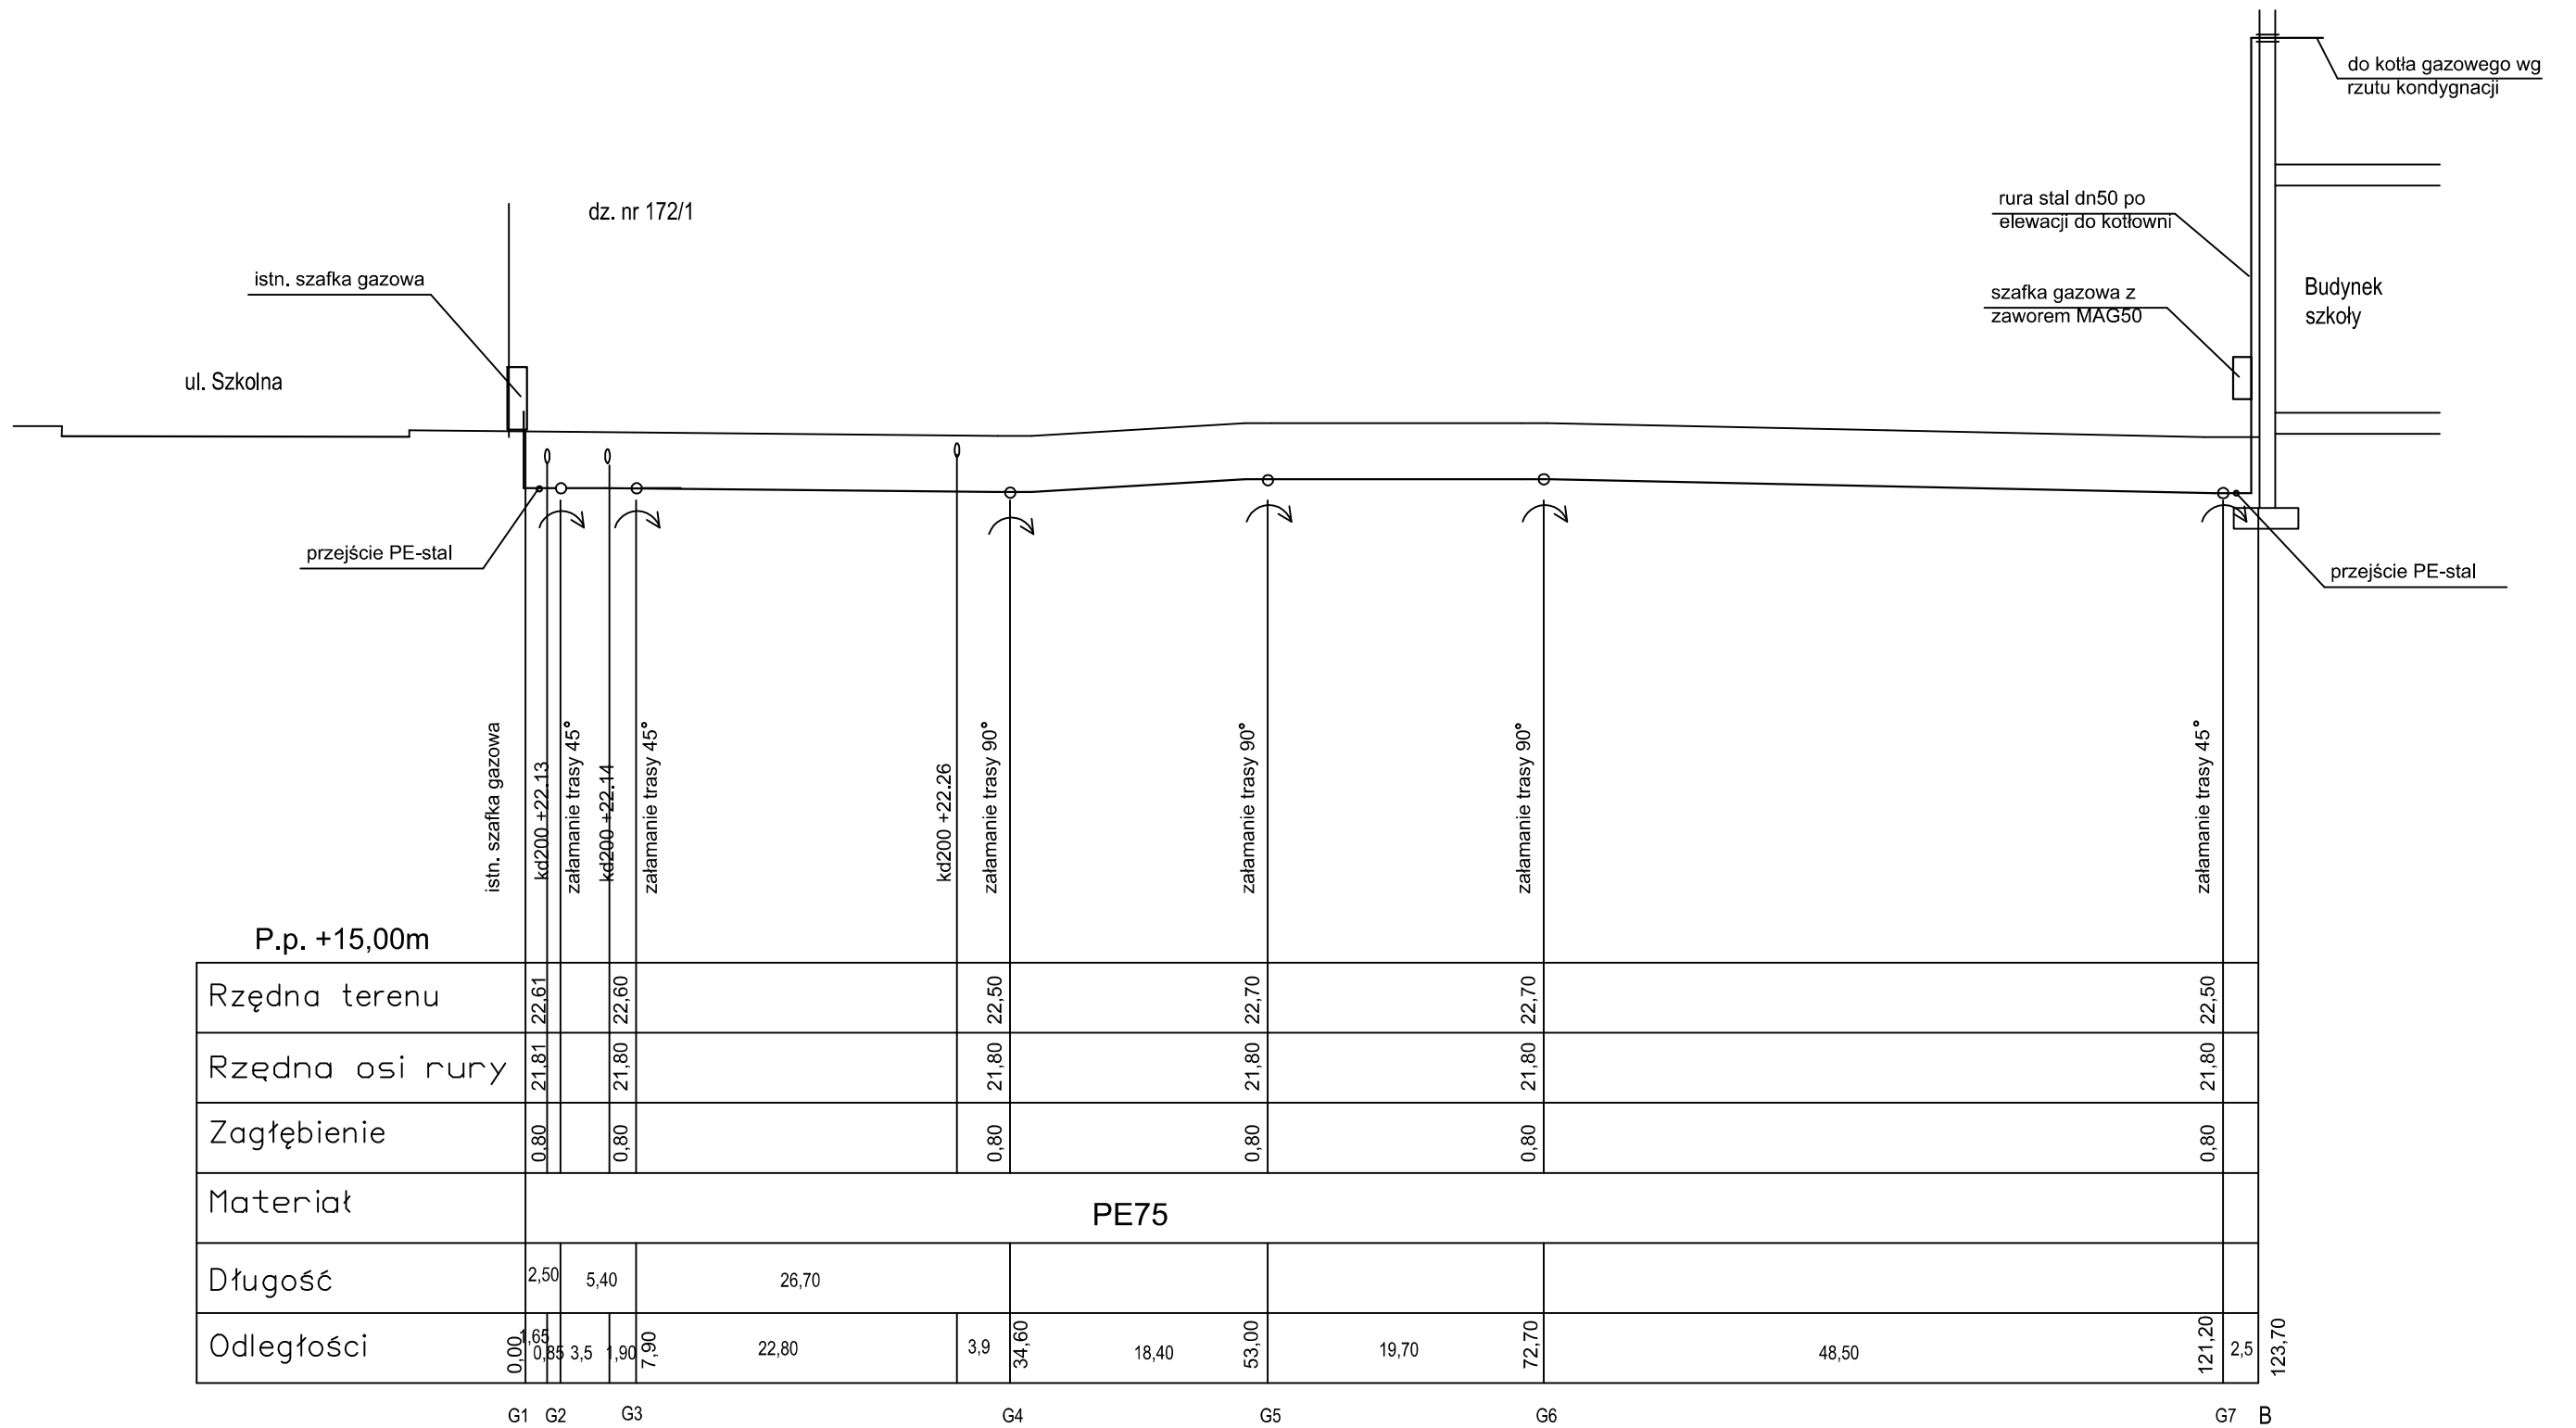 do kotła gazowego wg
rzutu kondygnacji
dz. nr 172/1
rura stal dn50 po
elewacji do kotłowni
istn. szafka gazowa
szafka gazowa z
zaworem MAG50
Budynek
szkoły
ul. Szkolna
przejście PE-stal
przejście PE-stal
istn. szafka gazowa
kd200 +22.13
załamanie trasy 45°
kd200 +22.14
załamanie trasy 45°
kd200 +22.26
załamanie trasy 90°
załamanie trasy 90°
załamanie trasy 90°
załamanie trasy 45°
P.p. +15,00m
Rzędna terenu 22,61 22,60 22,50 22,70 22,70 22,50
Rzędna osi rury 21,81 21,80 21,80 21,80 21,80 21,80
Zagłębienie 0,80 0,80 0,80 0,80 0,80 0,80
Materiał PE75
Długość 2,50 5,40 26,70
Odległości 0,00 1,65 0,85 3,5 1,90 7,90 22,80 3,9 34,60 18,40 53,00 19,70 72,70 48,50 121,20 2,5 123,70
G1 G2 G3 G4 G5 G6 G7 B